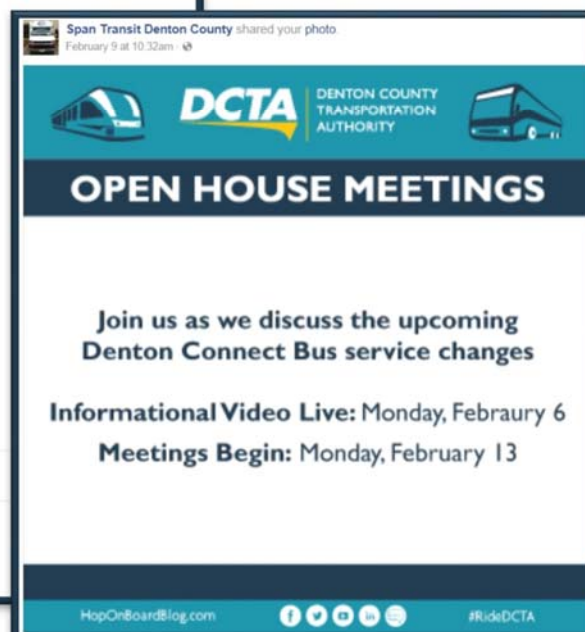 Span Transit Denton County shared your photo.
February 9 at 10:32am
DCTA
DENTON COUNTY
TRANSPORTATION
AUTHORITY
OPEN HOUSE MEETINGS
Join us as we discuss the upcoming
Denton Connect Bus service changes
Informational Video Live: Monday, Febraury 6
Meetings Begin: Monday, February 13
HopOnBoardBlog.com
#RideDCTA